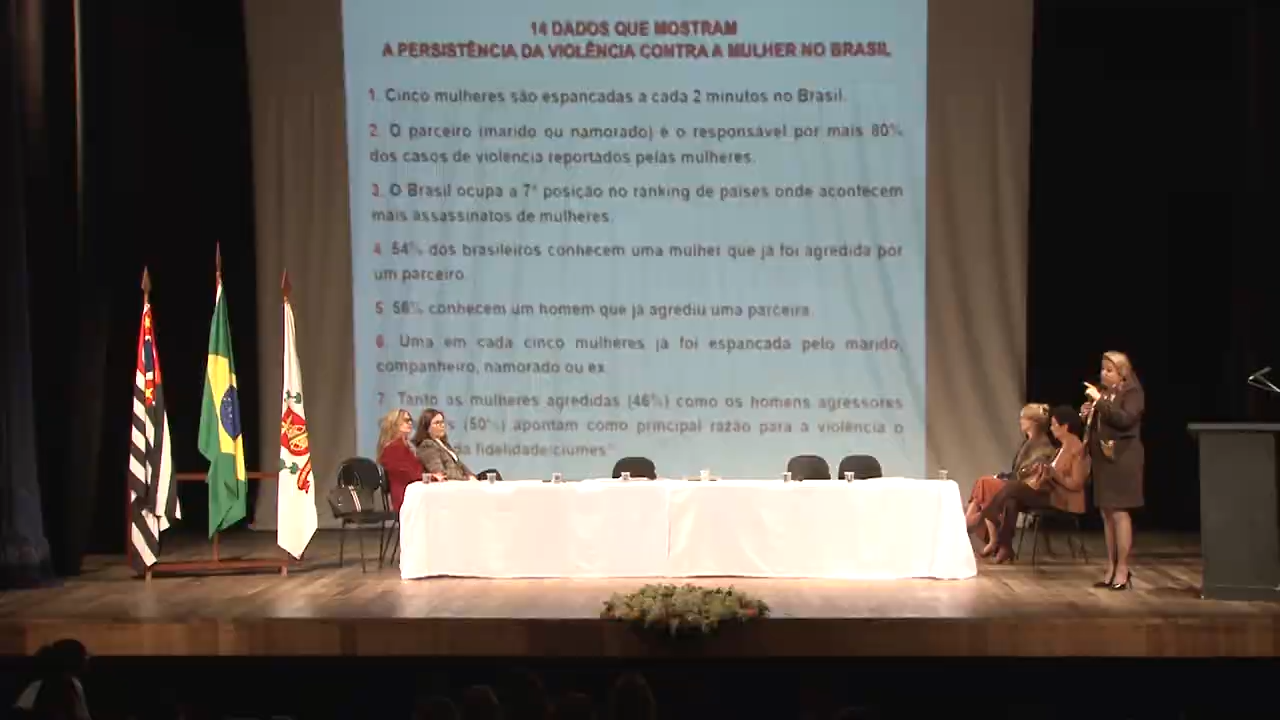 14 DADOS QUE MOSTRAM
A PERSISTÊNCIA DA VIOLÊNCIA CONTRA A MULHER NO BRASIL
1. Cinco mulheres são espancadas a cada 2 minutos no Brasil.
2. O parceiro (marido ou namorado) é o responsável por mais 80%
dos casos de violência reportados pelas mulheres.
3. O Brasil ocupa a 7ª posição no ranking de países onde acontecem
mais assassinatos de mulheres.
4. 54% dos brasileiros conhecem uma mulher que já foi agredida por
um parceiro.
5. 56% conhecem um homem que já agrediu uma parceira.
6. Uma em cada cinco mulheres já foi espancada pelo marido,
companheiro, namorado ou ex.
7. Tanto as mulheres agredidas (46%) como os homens agressores
(50%) apontam como principal razão para a violência o
da fidelidade/ciúmes"